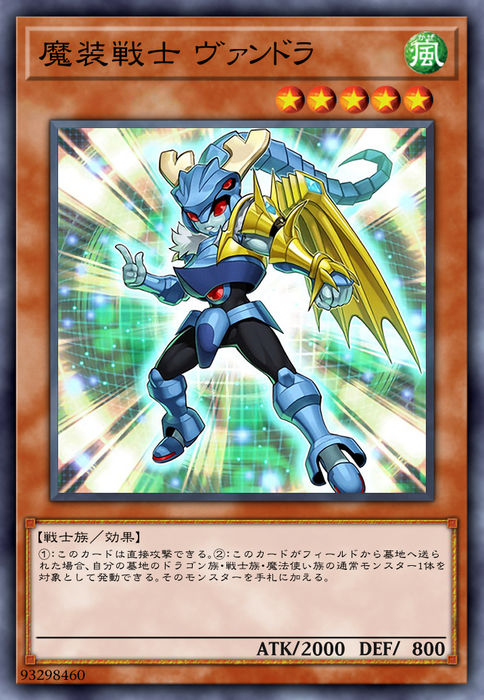 魔装戦士 ヴァンドラ
かぜ
風
【戦士族／効果】
①:このカードは直接攻撃できる。②:このカードがフィールドから墓地へ送ら
れた場合、自分の墓地のドラゴン族・戦士族・魔法使い族の通常モンスター1体を
対象として発動できる。そのモンスターを手札に加える。
ATK/2000 DEF/ 800
93298460